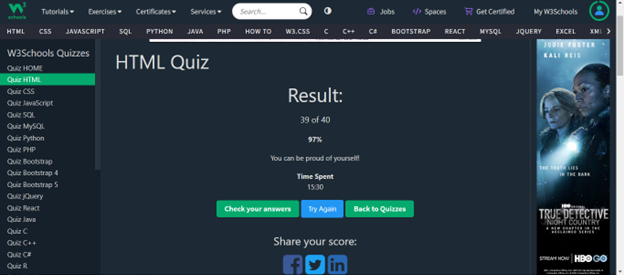 W3 schools
Tutorials Exercises Certificates Services Search... Jobs Spaces Get Certified My W3Schools
HTML CSS JAVASCRIPT SQL PYTHON JAVA PHP HOW TO W3.CSS C C++ C# BOOTSTRAP REACT MYSQL JQUERY EXCEL XML
W3Schools Quizzes
Quiz HOME
Quiz HTML
Quiz CSS
Quiz JavaScript
Quiz SQL
Quiz MySQL
Quiz Python
Quiz PHP
Quiz Bootstrap
Quiz Bootstrap 4
Quiz Bootstrap 5
Quiz jQuery
Quiz React
Quiz Java
Quiz C
Quiz C++
Quiz C#
Quiz R
HTML Quiz
Result:
39 of 40
97%
You can be proud of yourself!
Time Spent
15:30
Check your answers Try Again Back to Quizzes
Share your score:
JODIE FOSTER
KALI REIS
THE TRUTH LIES
IN THE DARK
HBO ORIGINAL
TRUE DETECTIVE
NIGHT COUNTRY
A NEW CHAPTER IN THE
ACCLAIMED SERIES
STREAM NOW HBO GO